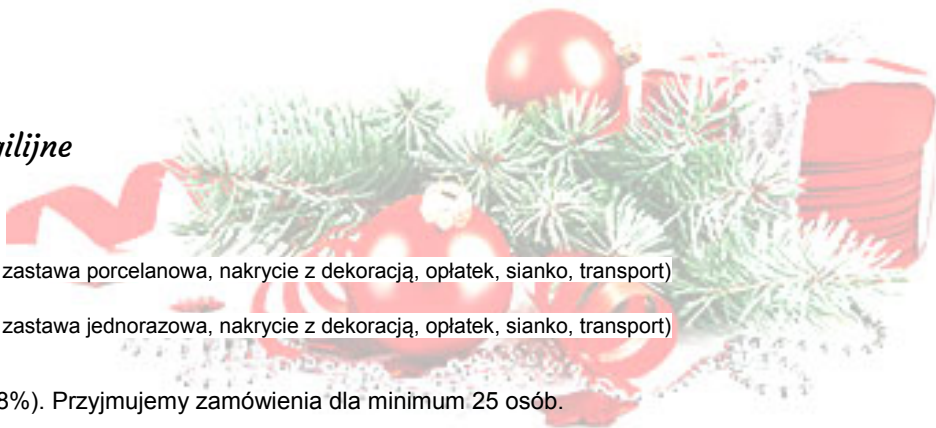 gilijne
zastawa porcelanowa, nakrycie z dekoracją, opłatek, sianko, transport)
zastawa jednorazowa, nakrycie z dekoracją, opłatek, sianko, transport)
8%). Przyjmujemy zamówienia dla minimum 25 osób.